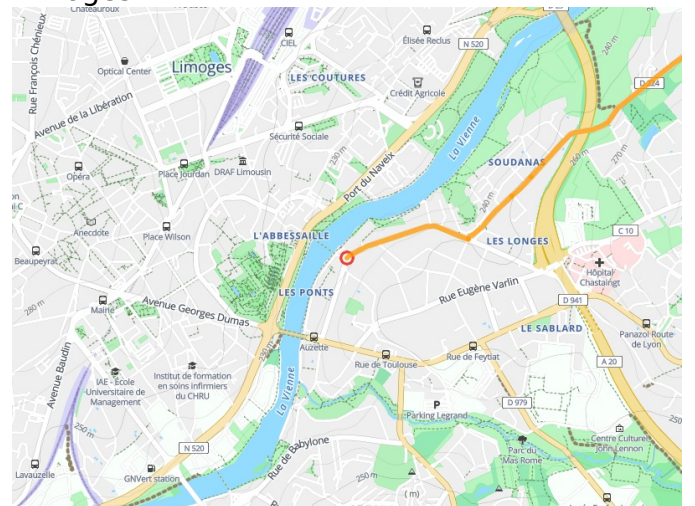 Chateauroux
CIEL
Élisée Reclus
N 520
Optical Center
Limoges
LES COUTURES
Crédit Agricole
240 m
Rue François Chénieux
Avenue de la Libération
Sécurité Sociale
La Vienne
Opéra
Place Jourdan
DRAF Limousin
230 m
Port du Naveix
SOUDANAS
260 m
270 m
Anecdote
Place Wilson
L'ABBESSAILLE
240 m
LES LONGES
C 10
Beaupeyrat
Hôpital
Chastaingt
280 m
LES PONTS
Rue Eugène Varlin
D 941
Mairie
Avenue Georges Dumas
LE SABLARD
Panazol Route
de Lyon
Auzette
Rue de Toulouse
Rue de Feytiat
A 20
Avenue Baudin
IAE - École
Universitaire de
Management
Institut de formation
en soins infirmiers
du CHRU
La Vienne
D 979
Parking Legrand
Centre Culturel
John Lennon
250 m
N 520
Rue de Babylone
Parc du
Mas Rome
Lavauzelle
GNVert station
250 m
( m)